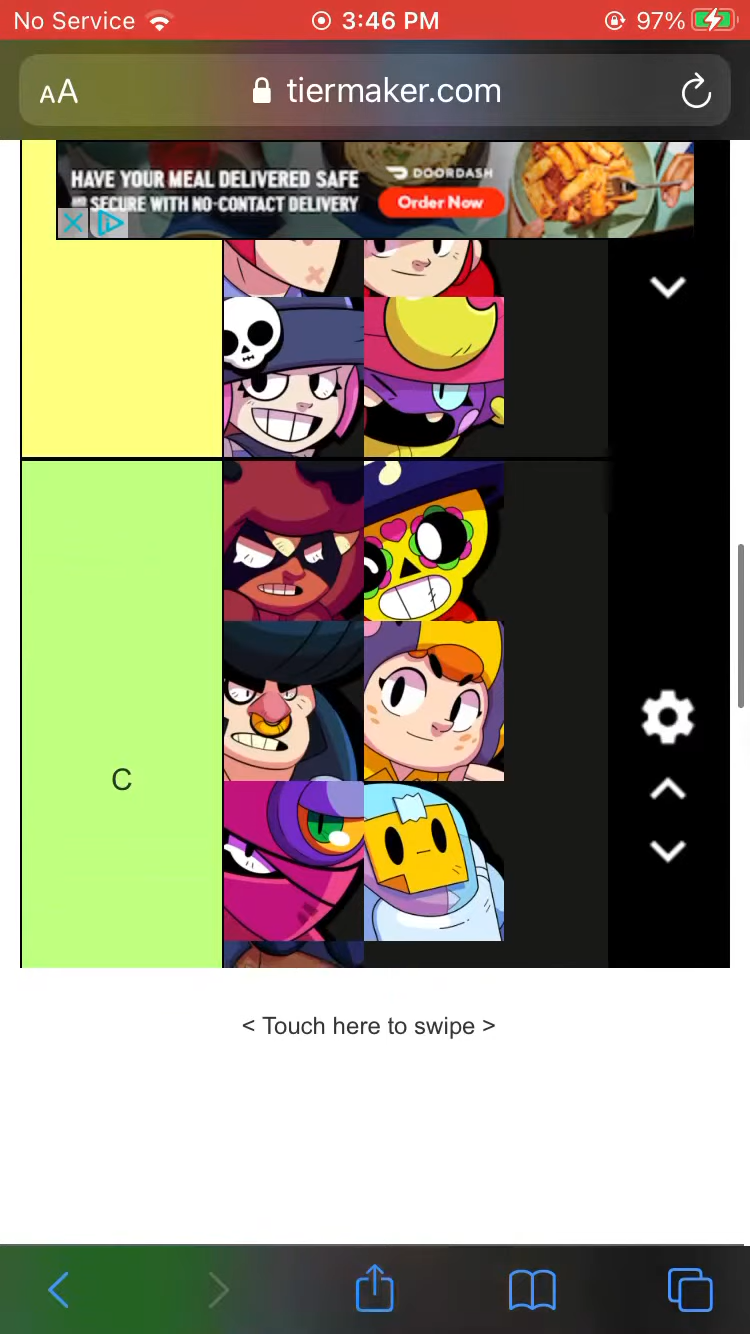 No Service 3:46 PM 97%
AA tiermaker.com
HAVE YOUR MEAL DELIVERED SAFE
AND SECURE WITH NO-CONTACT DELIVERY
DOORDASH
Order Now
C
< Touch here to swipe >